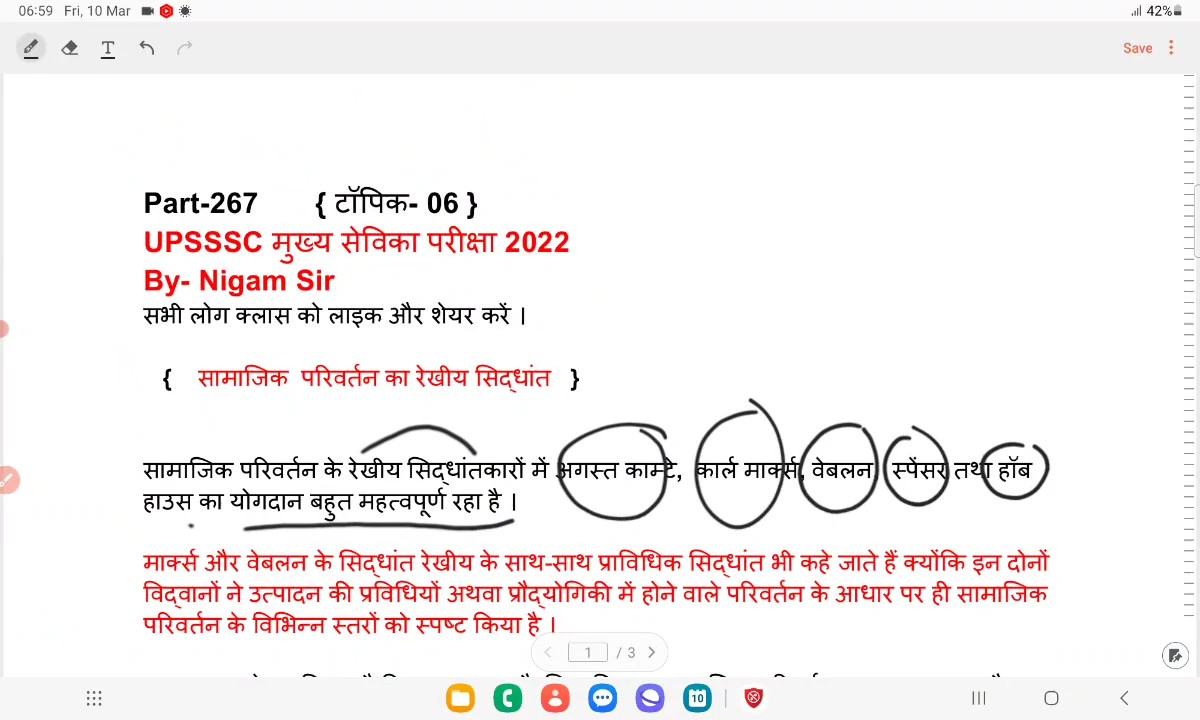 06:59 Fri, 10 Mar 42%
T Save
Part-267 { टॉपिक- 06 }
UPSSSC मुख्य सेविका परीक्षा 2022
By- Nigam Sir
सभी लोग क्लास को लाइक और शेयर करें ।
{ सामाजिक परिवर्तन का रेखीय सिद्धांत }
सामाजिक परिवर्तन के रेखीय सिद्धांतकारों में अगस्त काम्टे, कार्ल मार्क्स, वेबलन, स्पेंसर तथा हॉब
हाउस का योगदान बहुत महत्वपूर्ण रहा है ।
मार्क्स और वेबलन के सिद्धांत रेखीय के साथ-साथ प्राविधिक सिद्धांत भी कहे जाते हैं क्योंकि इन दोनों
विद्वानों ने उत्पादन की प्रविधियों अथवा प्रौद्योगिकी में होने वाले परिवर्तन के आधार पर ही सामाजिक
परिवर्तन के विभिन्न स्तरों को स्पष्ट किया है ।
1 / 3
10